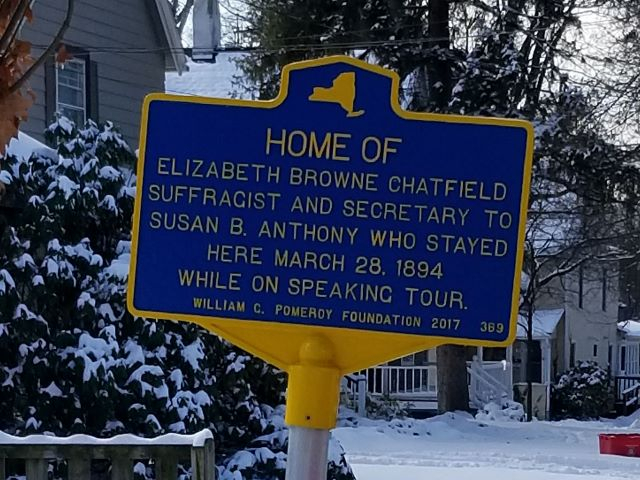 HOME OF
ELIZABETH BROWNE CHATFIELD
SUFFRAGIST AND SECRETARY TO
SUSAN B. ANTHONY WHO STAYED
HERE MARCH 28, 1894
WHILE ON SPEAKING TOUR.
WILLIAM G. POMEROY FOUNDATION 2017 369